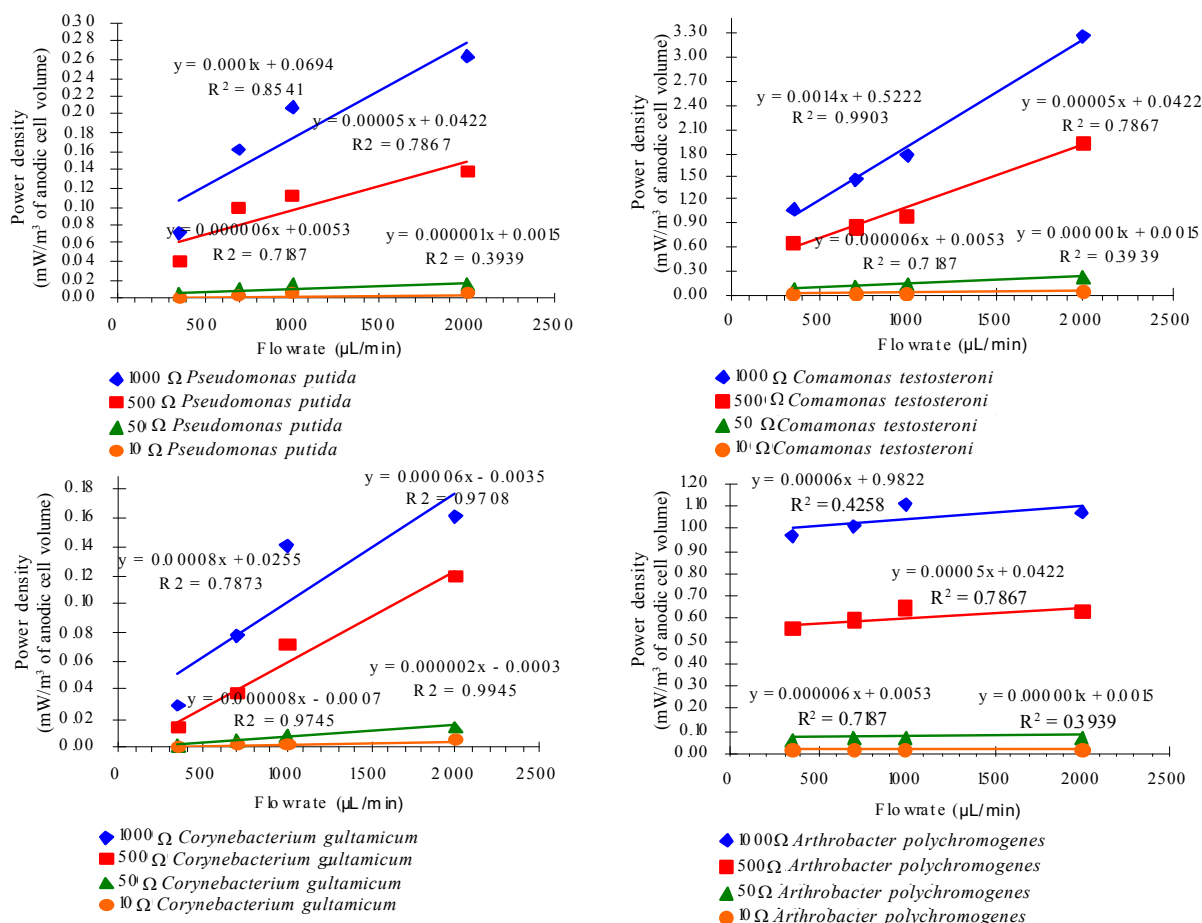 Power density
(mW/m³ of anodic cell volume)
0.30
0.28
0.26
0.24
0.22
0.20
0.18
0.16
0.14
0.12
0.10
0.08
0.06
0.04
0.02
0.00
y = 0.0001x + 0.0694
R² = 0.8541
y = 0.00005x + 0.0422
R2 = 0.7867
y = 0.000006x + 0.0053
R2 = 0.7187
y = 0.000001x + 0.0015
R2 = 0.3939
0 500 1000 1500 2000 2500
Flowrate (µL/min)
1000 Ω Pseudomonas putida
500 Ω Pseudomonas putida
50 Ω Pseudomonas putida
10 Ω Pseudomonas putida
Power density
(mW/m³ of anodic cell volume)
3.30
3.00
2.70
2.40
2.10
1.80
1.50
1.20
0.90
0.60
0.30
0.00
y = 0.0014x + 0.5222
R² = 0.9903
y = 0.00005x + 0.0422
R² = 0.7867
y = 0.000006x + 0.0053
R² = 0.7187
y = 0.000001x + 0.0015
R² = 0.3939
0 500 1000 1500 2000 2500
Flowrate (µL/min)
1000 Ω Comamonas testosteroni
500 Ω Comamonas testosteroni
50 Ω Comamonas testosteroni
10 Ω Comamonas testosteroni
Power density
(mW/m³ of anodic cell volume)
0.18
0.16
0.14
0.12
0.10
0.08
0.06
0.04
0.02
0.00
y = 0.00006x - 0.0035
R2 = 0.9708
y = 0.00008x + 0.0255
R2 = 0.7873
y = 0.000002x - 0.0003
R2 = 0.9945
y = 0.000008x - 0.0007
R2 = 0.9745
0 500 1000 1500 2000 2500
Flowrate (µL/min)
1000 Ω Corynebacterium gultamicum
500 Ω Corynebacterium gultamicum
50 Ω Corynebacterium gultamicum
10 Ω Corynebacterium gultamicum
Power density
(mW/m³ of anodic cell volume)
1.20
1.10
1.00
0.90
0.80
0.70
0.60
0.50
0.40
0.30
0.20
0.10
0.00
y = 0.00006x + 0.9822
R² = 0.4258
y = 0.00005x + 0.0422
R² = 0.7867
y = 0.000006x + 0.0053
R² = 0.7187
y = 0.000001x + 0.0015
R² = 0.3939
0 500 1000 1500 2000 2500
Flowrate (µL/min)
1000Ω Arthrobacter polychromogenes
500Ω Arthrobacter polychromogenes
50Ω Arthrobacter polychromogenes
10Ω Arthrobacter polychromogenes